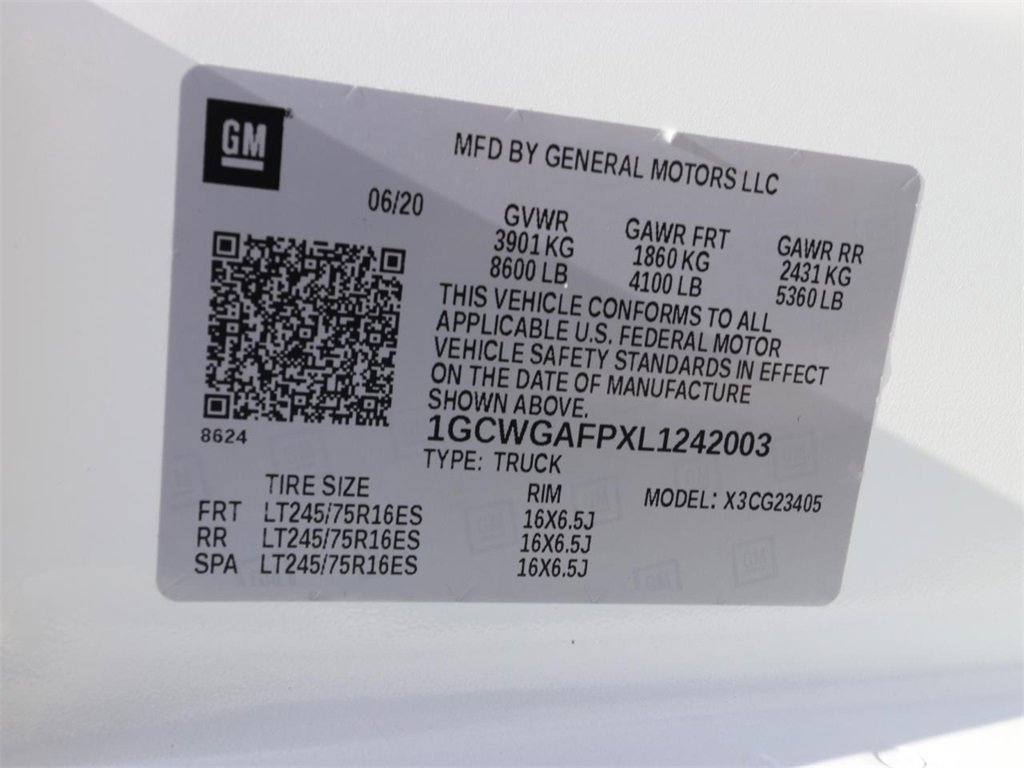 GM
MFD BY GENERAL MOTORS LLC
06/20
GVWR GAWR FRT GAWR RR
3901 KG 1860 KG 2431 KG
8600 LB 4100 LB 5360 LB
THIS VEHICLE CONFORMS TO ALL
APPLICABLE U.S. FEDERAL MOTOR
VEHICLE SAFETY STANDARDS IN EFFECT
ON THE DATE OF MANUFACTURE
SHOWN ABOVE.
8624
1GCWGAFPXL1242003
TYPE: TRUCK
TIRE SIZE RIM MODEL: X3CG23405
FRT LT245/75R16ES 16X6.5J
RR LT245/75R16ES 16X6.5J
SPA LT245/75R16ES 16X6.5J